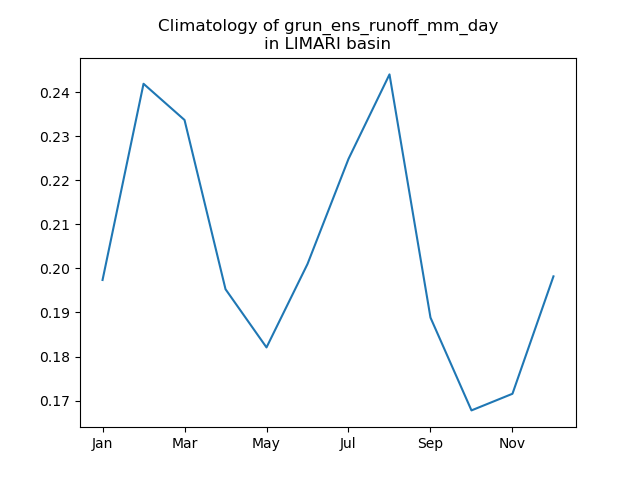 Climatology of grun_ens_runoff_mm_day
in LIMARI basin
0.24
0.23
0.22
0.21
0.20
0.19
0.18
0.17
Jan Mar May Jul Sep Nov